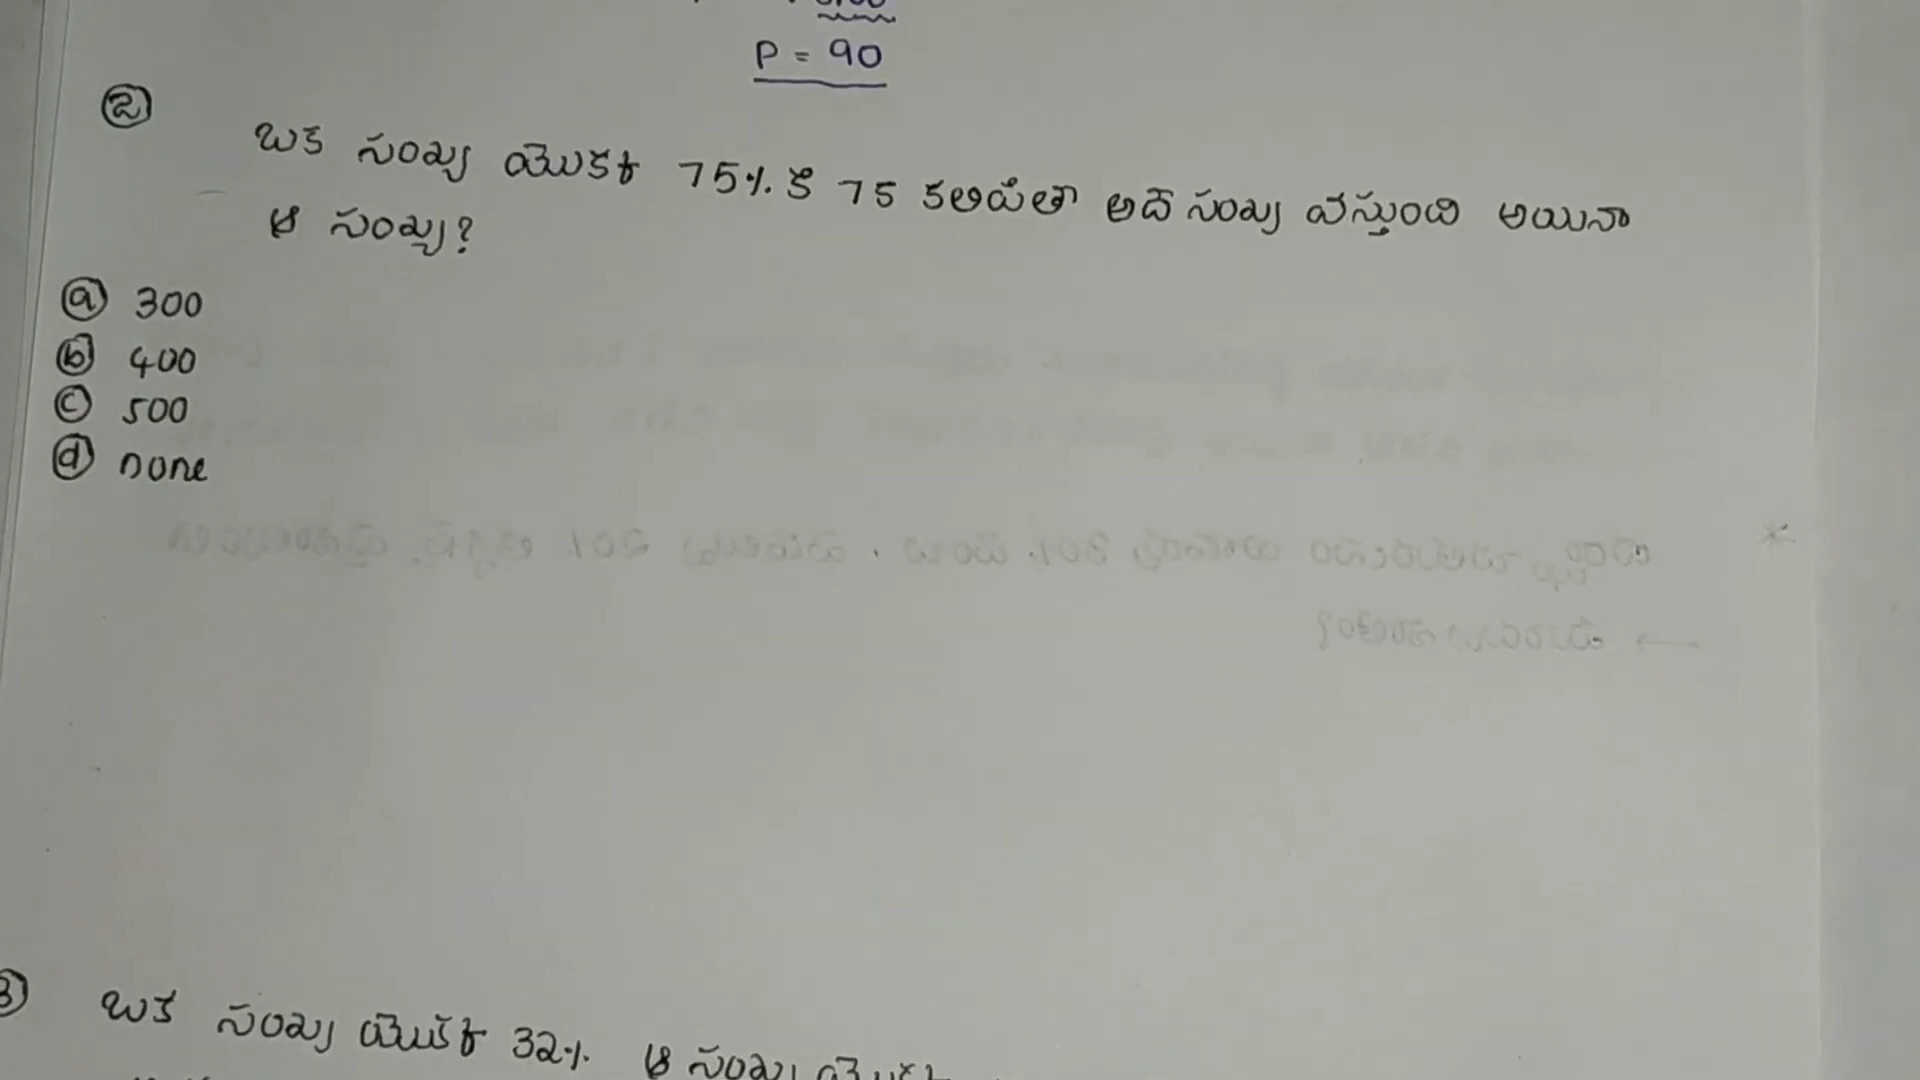 P = 90
②
ఒక సంఖ్య యొక్క 75% కి 75 కలిపితే అదే సంఖ్య వస్తుంది అయినా
ఆ సంఖ్య?
ⓐ 300
ⓑ 400
ⓒ 500
ⓓ none
③ ఒక సంఖ్య యొక్క 32% ఆ సంఖ్య యొక్క